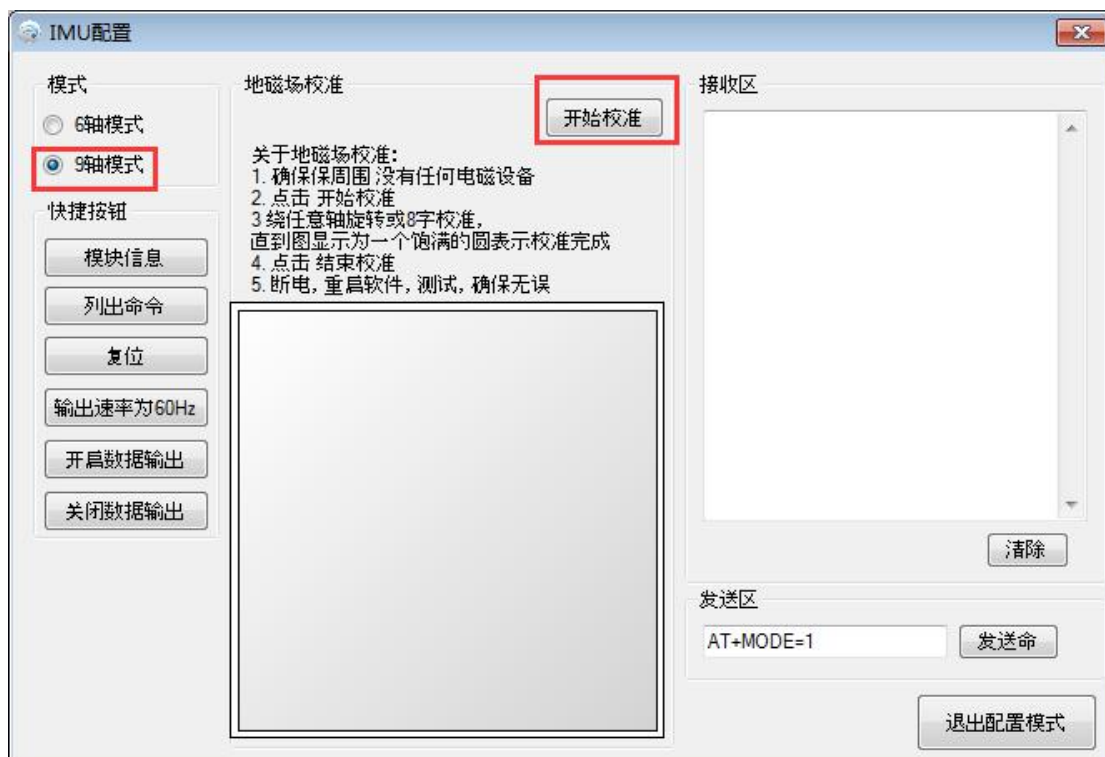 IMU配置
模式
6轴模式
9轴模式
快捷按钮
模块信息
列出命令
复位
输出速率为60Hz
开启数据输出
关闭数据输出
地磁场校准
开始校准
关于地磁场校准:
1. 确保保周围 没有任何电磁设备
2. 点击 开始校准
3 绕任意轴旋转或8字校准,
直到图显示为一个饱满的圆表示校准完成
4. 点击 结束校准
5. 断电, 重启软件, 测试, 确保无误
接收区
清除
发送区
AT+MODE=1
发送命
退出配置模式